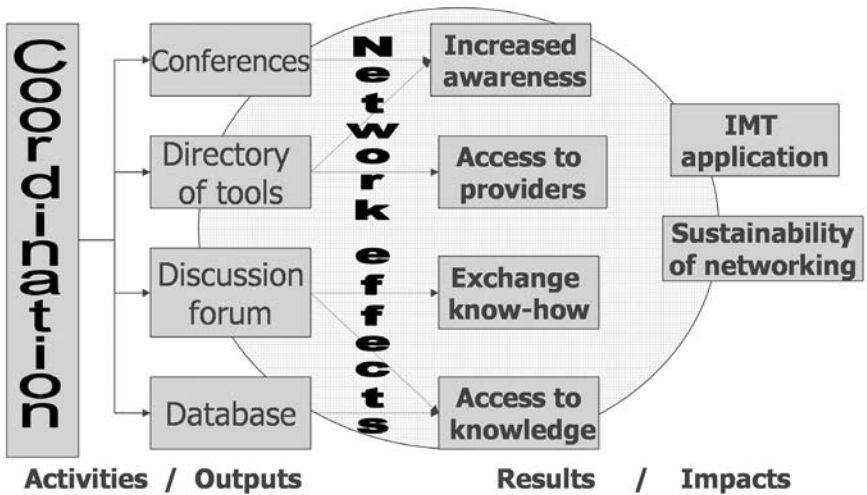 Coordination
Conferences
Directory
of tools
Discussion
forum
Database
Network effects
Increased
awareness
Access to
providers
Exchange
know-how
Access to
knowledge
IMT
application
Sustainability
of networking
Activities / Outputs
Results / Impacts